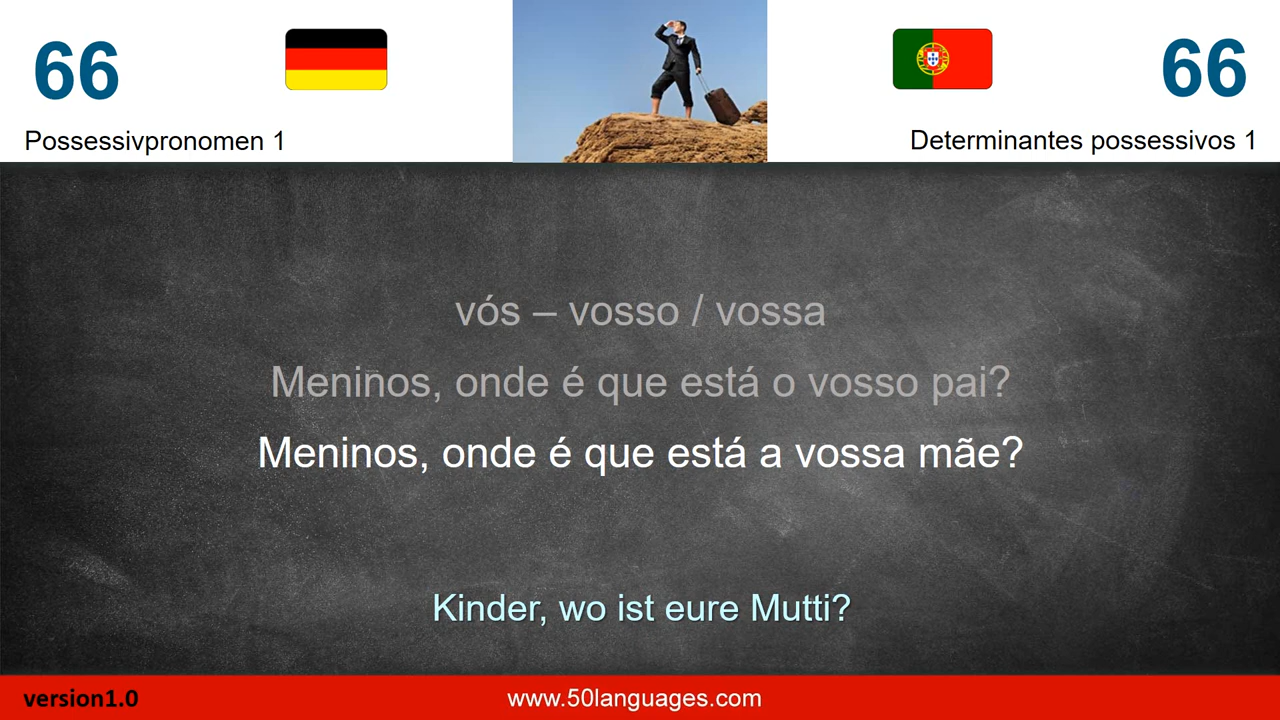 66
66
Possessivpronomen 1
Determinantes possessivos 1
vós – vosso / vossa
Meninos, onde é que está o vosso pai?
Meninos, onde é que está a vossa mãe?
Kinder, wo ist eure Mutti?
version1.0
www.50languages.com